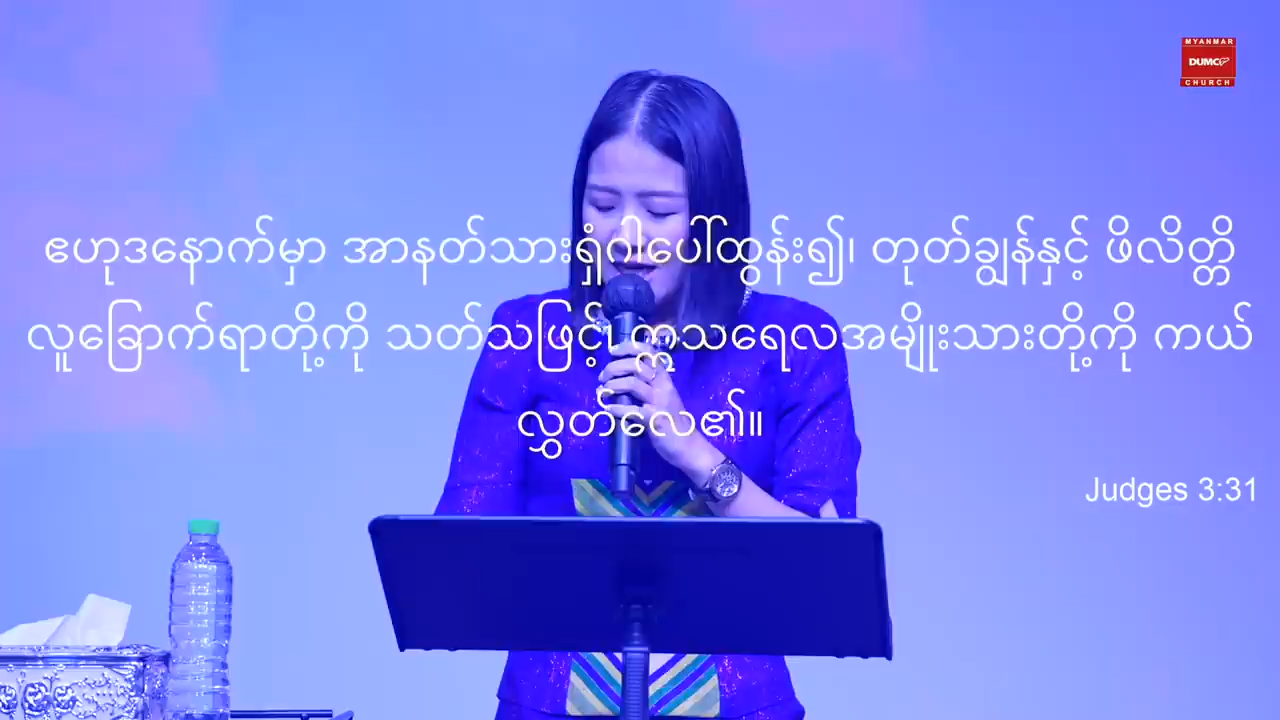 MYANMAR
DUMC
CHURCH
ဧဟုဒနောက်မှာ အာနတ်သားရှံဂါပေါ်ထွန်း၍၊ တုတ်ချွန်နှင့် ဖိလိတ္တိ
လူခြောက်ရာတို့ကို သတ်သဖြင့်၊ ဣသရေလအမျိုးသားတို့ကို ကယ်
လွှတ်လေ၏။
Judges 3:31